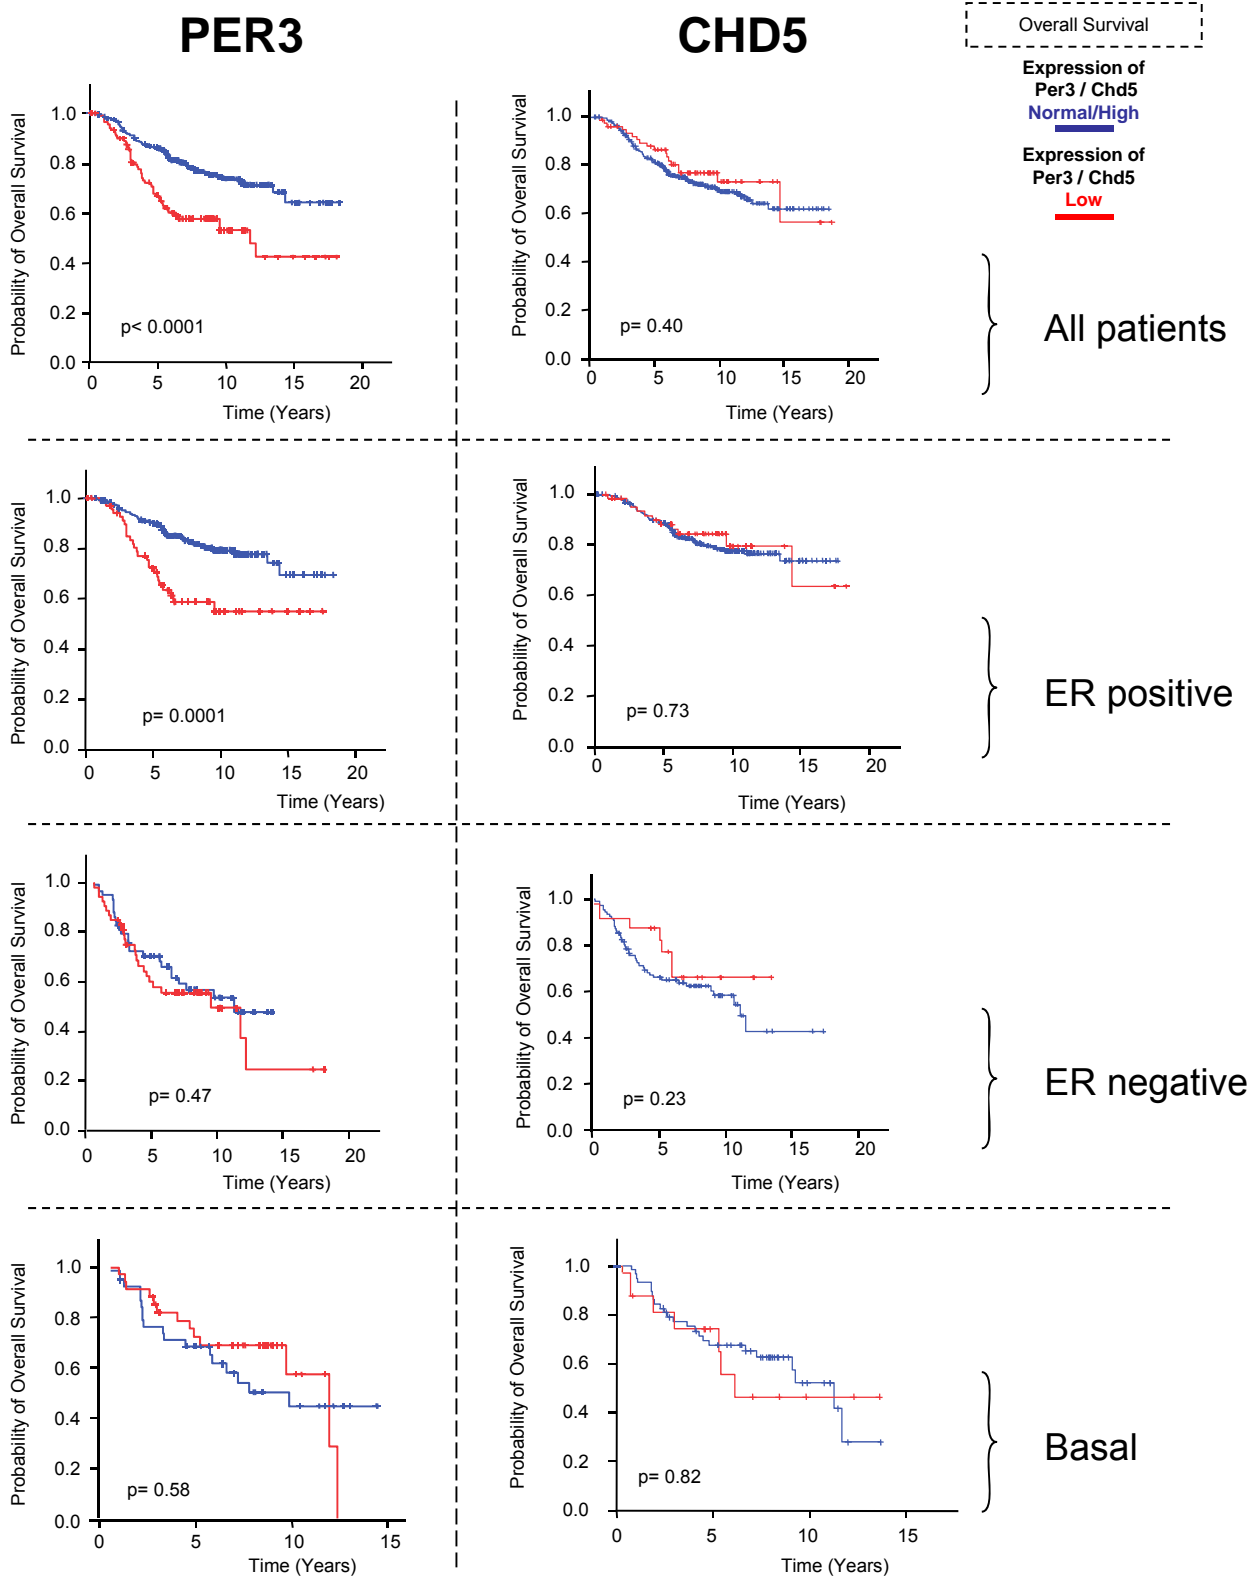 PER3
CHD5
Overall Survival
Expression of
Per3 / Chd5
Normal/High
Expression of
Per3 / Chd5
Low
Probability of Overall Survival
1.0
0.8
0.6
0.4
0.2
0.0
p< 0.0001
0 5 10 15 20
Time (Years)
Probability of Overall Survival
1.0
0.8
0.6
0.4
0.2
0.0
p= 0.40
0 5 10 15 20
Time (Years)
All patients
Probability of Overall Survival
1.0
0.8
0.6
0.4
0.2
0.0
p= 0.0001
0 5 10 15 20
Time (Years)
Probability of Overall Survival
1.0
0.8
0.6
0.4
0.2
0.0
p= 0.73
0 5 10 15 20
Time (Years)
ER positive
Probability of Overall Survival
1.0
0.8
0.6
0.4
0.2
0.0
p= 0.47
0 5 10 15 20
Time (Years)
Probability of Overall Survival
1.0
0.8
0.6
0.4
0.2
0.0
p= 0.23
0 5 10 15 20
Time (Years)
ER negative
Probability of Overall Survival
1.0
0.8
0.6
0.4
0.2
0.0
p= 0.58
0 5 10 15
Time (Years)
Probability of Overall Survival
1.0
0.8
0.6
0.4
0.2
0.0
p= 0.82
0 5 10 15
Time (Years)
Basal